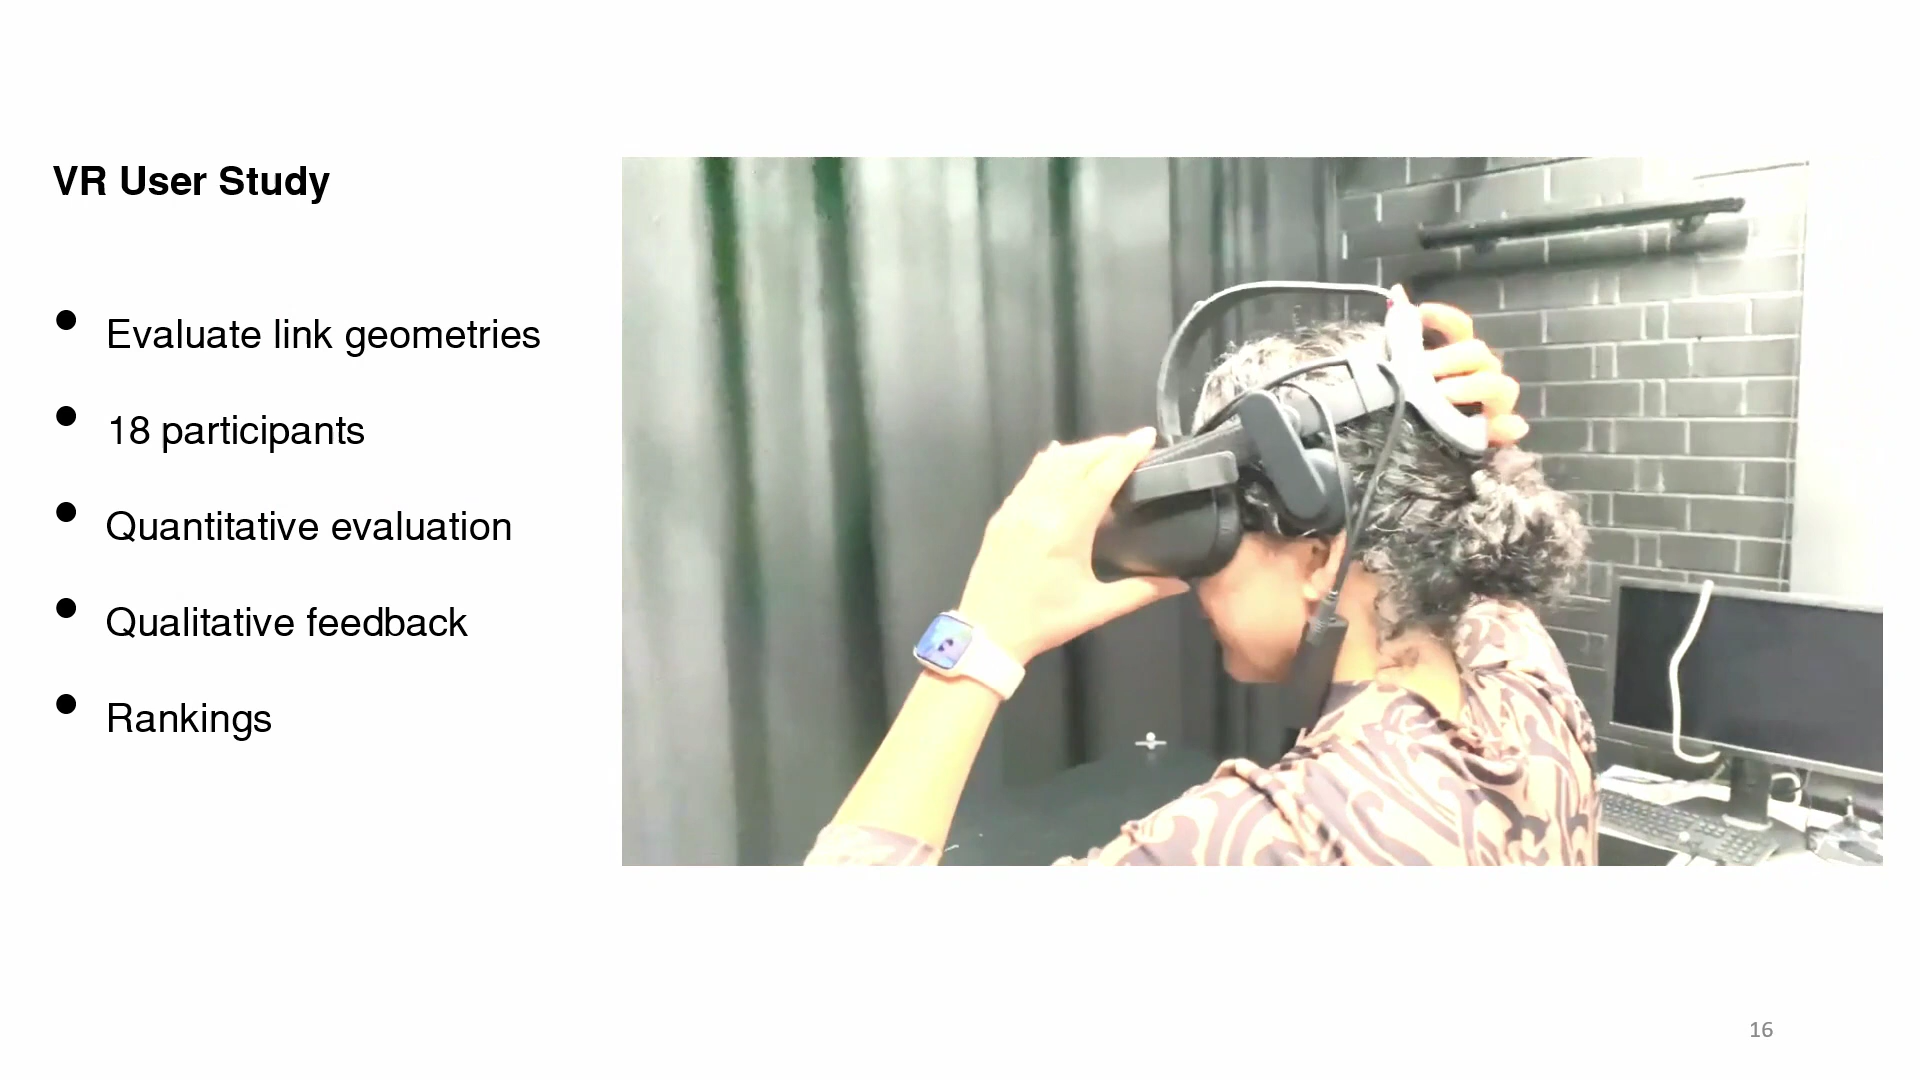 VR User Study
• Evaluate link geometries
• 18 participants
• Quantitative evaluation
• Qualitative feedback
• Rankings
16